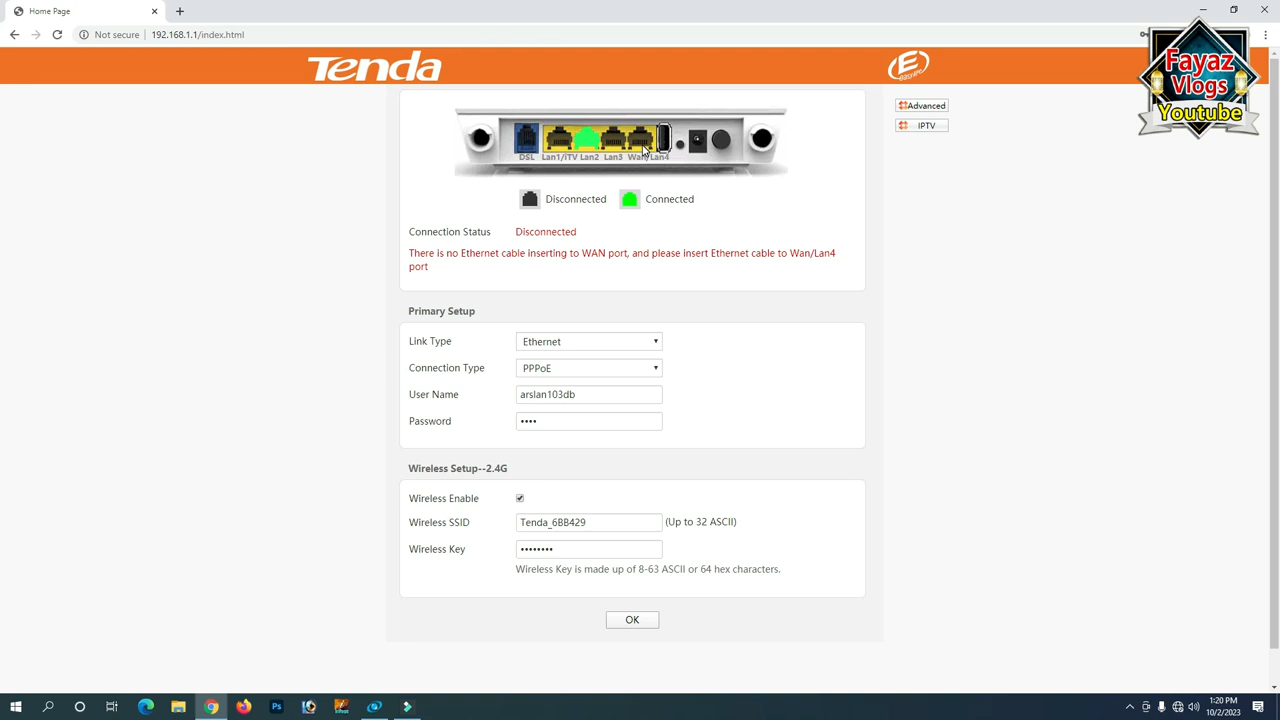 Home Page
Not secure
192.168.1.1/index.html
Fayaz
Vlogs
Youtube
Tenda
E
easy
Advanced
IPTV
DSL Lan1/iTV Lan2 Lan3 Wan/Lan4
Disconnected Connected
Connection Status Disconnected
There is no Ethernet cable inserting to WAN port, and please insert Ethernet cable to Wan/Lan4
port
Primary Setup
Link Type Ethernet
Connection Type PPPoE
User Name arslan103db
Password ••••
Wireless Setup--2.4G
Wireless Enable
Wireless SSID Tenda_6BB429 (Up to 32 ASCII)
Wireless Key ••••••••
Wireless Key is made up of 8-63 ASCII or 64 hex characters.
OK
Ps
1:20 PM
10/2/2023